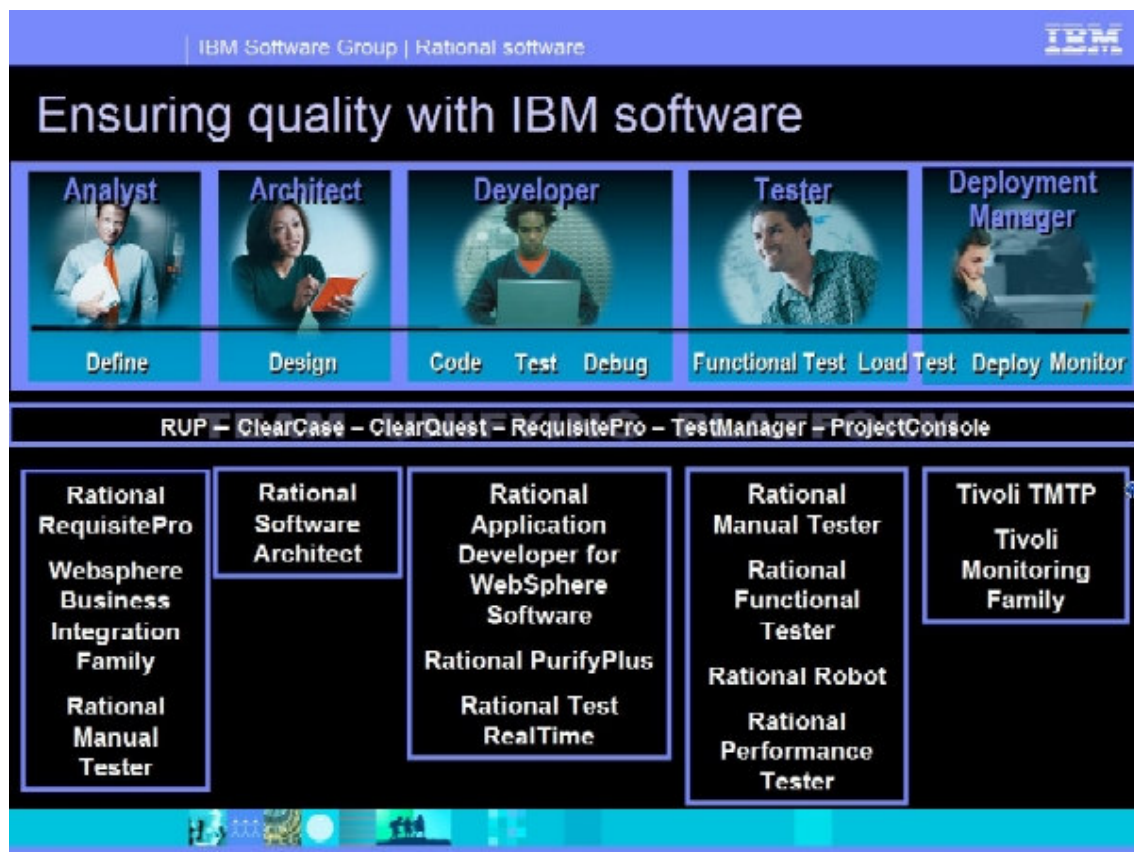 IBM Software Group | Rational software
IBM
Ensuring quality with IBM software
Analyst
Architect
Developer
Tester
Deployment
Manager
Define
Design
Code Test Debug
Functional Test Load Test Deploy Monitor
TEAM UNIFYING PLATFORM
RUP – ClearCase – ClearQuest – RequisitePro – TestManager – ProjectConsole
Rational
RequisitePro
Websphere
Business
Integration
Family
Rational
Manual
Tester
Rational
Software
Architect
Rational
Application
Developer for
WebSphere
Software
Rational PurifyPlus
Rational Test
RealTime
Rational
Manual Tester
Rational
Functional
Tester
Rational Robot
Rational
Performance
Tester
Tivoli TMTP
Tivoli
Monitoring
Family